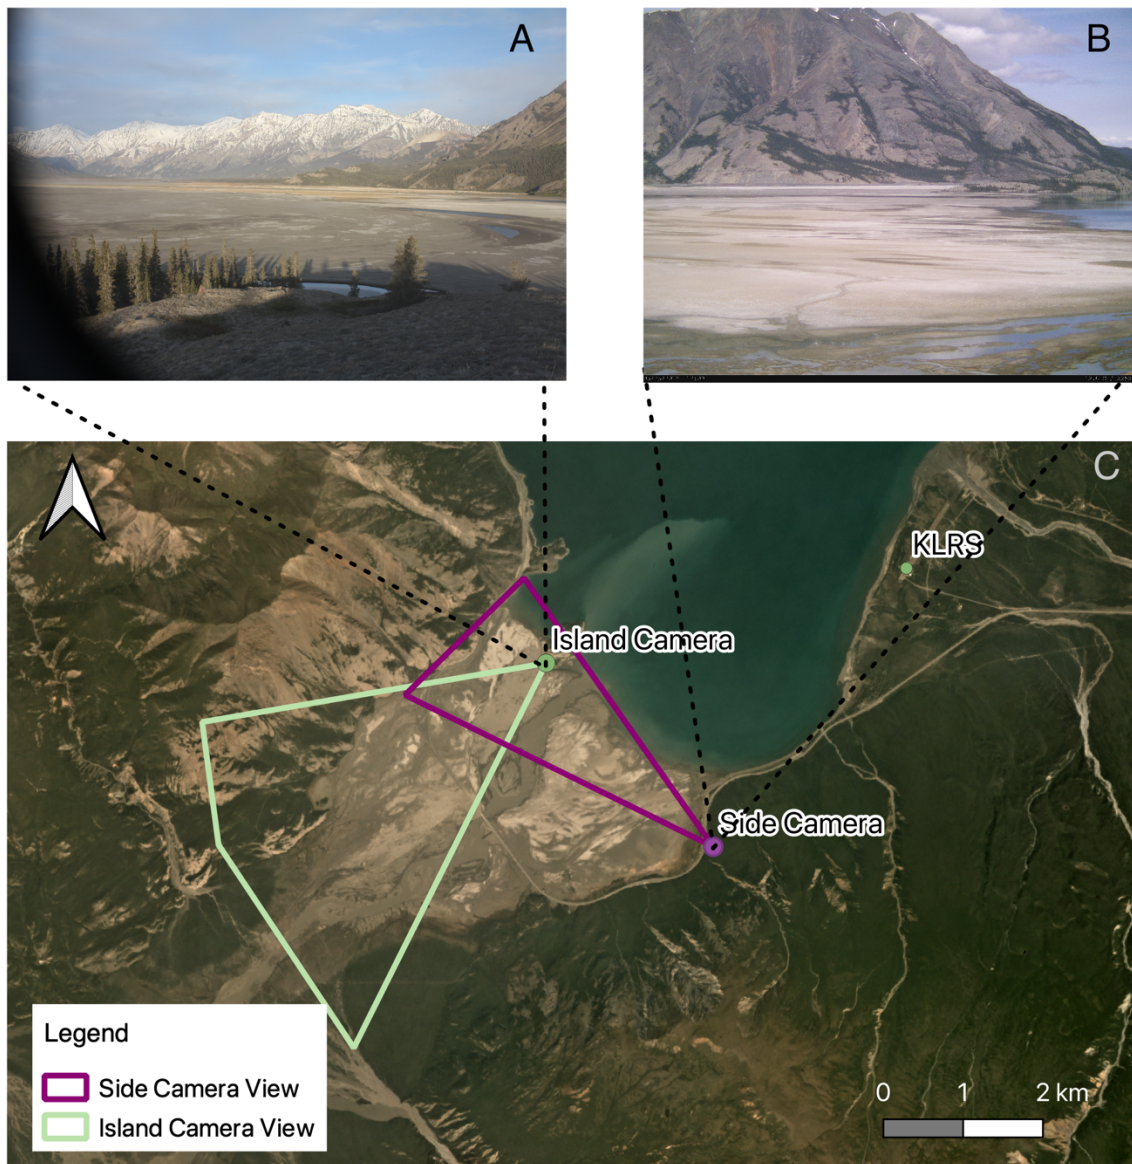 A
B
C
KLRS
Island Camera
Side Camera
Legend
Side Camera View
Island Camera View
0 1 2 km